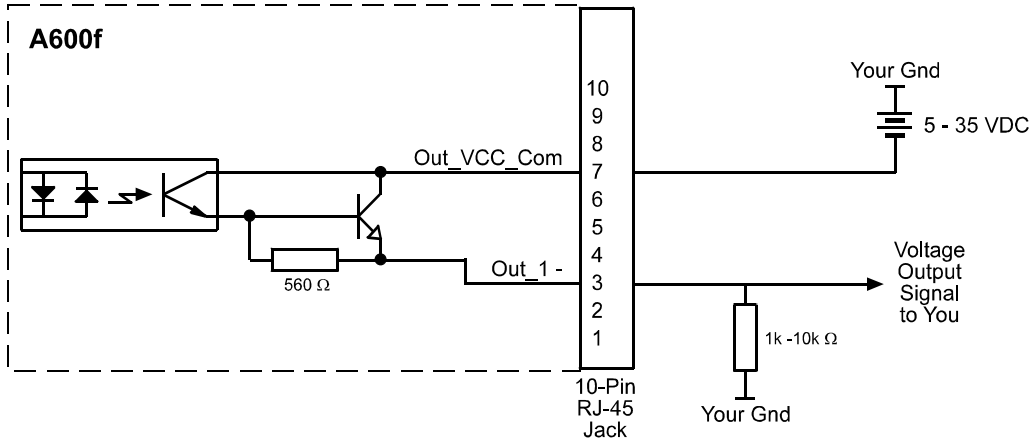 A600f
Your Gnd
5 - 35 VDC
10
9
8
7
6
5
4
3
2
1
Out_VCC_Com
Out_1 -
560 Ω
Voltage
Output
Signal
to You
1k -10k Ω
Your Gnd
10-Pin
RJ-45
Jack